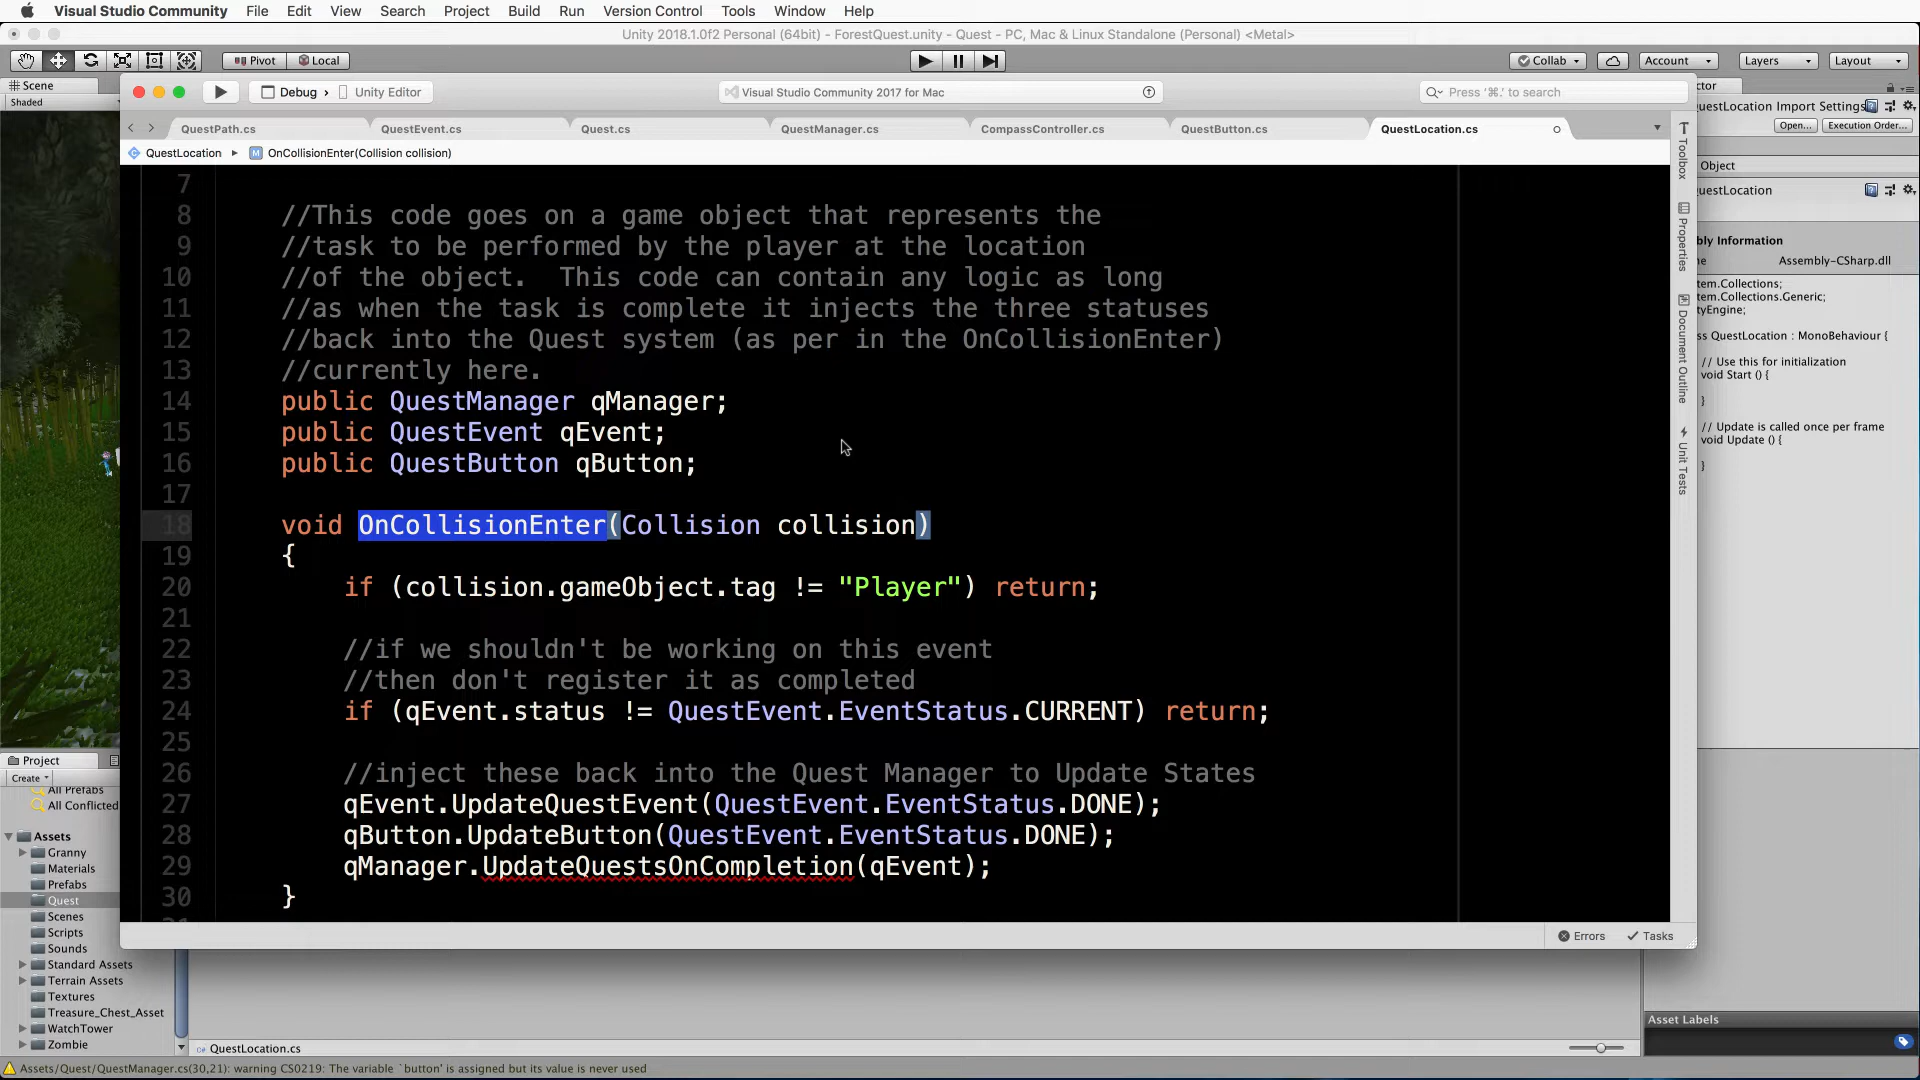 Visual Studio Community File Edit View Search Project Build Run Version Control Tools Window Help
Unity 2018.1.0f2 Personal (64bit) - ForestQuest.unity - Quest - PC, Mac & Linux Standalone (Personal) <Metal>
Pivot Local Collab Account Layers Layout
Scene
Shaded
Debug › Unity Editor Visual Studio Community 2017 for Mac Press '⌘.' to search
QuestPath.cs QuestEvent.cs Quest.cs QuestManager.cs CompassController.cs QuestButton.cs QuestLocation.cs
QuestLocation OnCollisionEnter(Collision collision)
7
8 //This code goes on a game object that represents the
9 //task to be performed by the player at the location
10 //of the object.  This code can contain any logic as long
11 //as when the task is complete it injects the three statuses
12 //back into the Quest system (as per in the OnCollisionEnter)
13 //currently here.
14 public QuestManager qManager;
15 public QuestEvent qEvent;
16 public QuestButton qButton;
17
18 void OnCollisionEnter(Collision collision)
19 {
20 if (collision.gameObject.tag != "Player") return;
21
22 //if we shouldn't be working on this event
23 //then don't register it as completed
24 if (qEvent.status != QuestEvent.EventStatus.CURRENT) return;
25
26 //inject these back into the Quest Manager to Update States
27 qEvent.UpdateQuestEvent(QuestEvent.EventStatus.DONE);
28 qButton.UpdateButton(QuestEvent.EventStatus.DONE);
29 qManager.UpdateQuestsOnCompletion(qEvent);
30 }
Errors Tasks
Toolbox
Properties
Document Outline
Unit Tests
ctor
uestLocation Import Settings
Open... Execution Order...
Object
uestLocation
bly Information
ne Assembly-CSharp.dll
tem.Collections;
tem.Collections.Generic;
ityEngine;
ss QuestLocation : MonoBehaviour {
// Use this for initialization
void Start () {
}
// Update is called once per frame
void Update () {
}
Project
Create
All Prefabs
All Conflicted
Assets
Granny
Materials
Prefabs
Quest
Scenes
Scripts
Sounds
Standard Assets
Terrain Assets
Textures
Treasure_Chest_Asset
WatchTower
Zombie
QuestLocation.cs
Asset Labels
Assets/Quest/QuestManager.cs(30,21): warning CS0219: The variable `button' is assigned but its value is never used